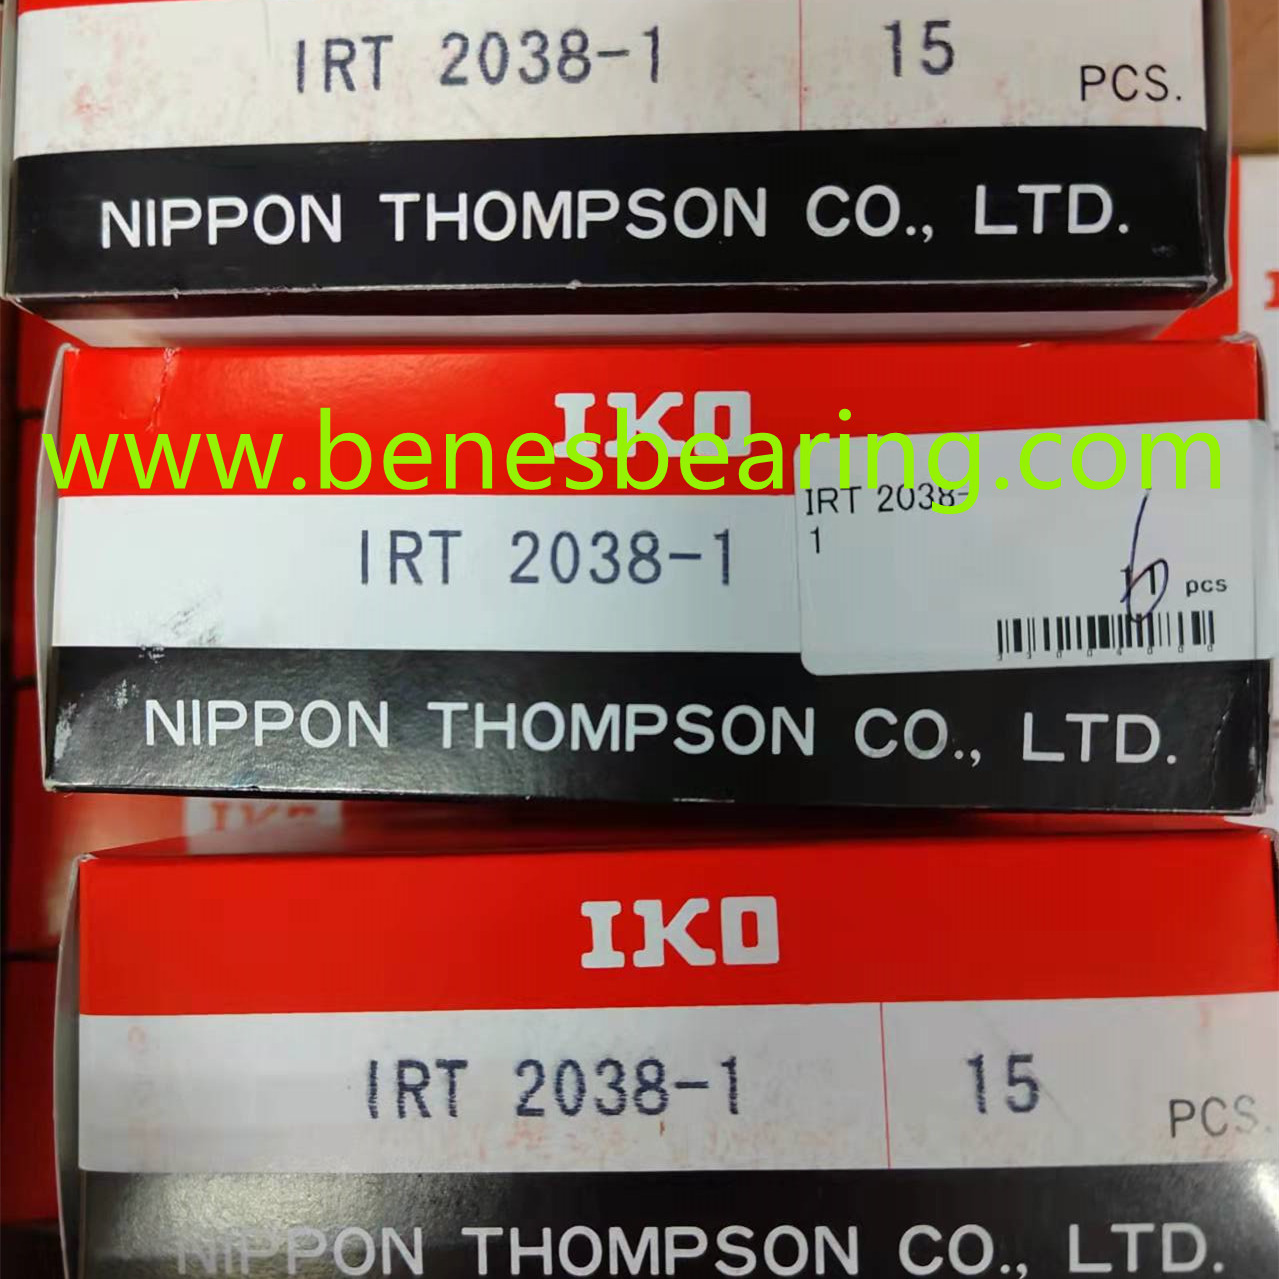 IRT 2038-1 15 PCS.
NIPPON THOMPSON CO., LTD.
IKO
www.benesbearing.com
IRT 2038-
1
IRT 2038-1
pcs
NIPPON THOMPSON CO., LTD.
IKO
IKO
IRT 2038-1 15 PCS.
NIPPON THOMPSON CO., LTD.